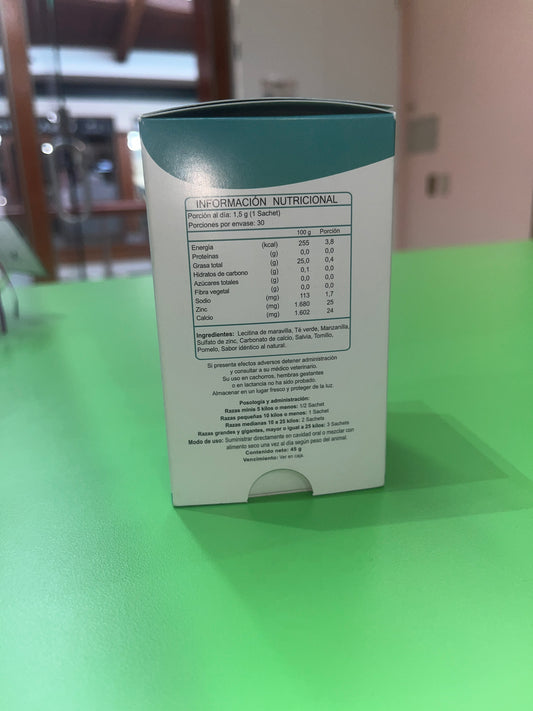 INFORMACIÓN NUTRICIONAL
Porción al día: 1,5 g (1 Sachet)
Porciones por envase: 30
100 g Porción
Energía (kcal) 255 3,8
Proteínas (g) 0,0 0,0
Grasa total (g) 25,0 0,4
Hidratos de carbono (g) 0,1 0,0
Azúcares totales (g) 0,0 0,0
Fibra vegetal (g) 0,0 0,0
Sodio (mg) 113 1,7
Zinc (mg) 1.680 25
Calcio (mg) 1.602 24
Ingredientes: Lecitina de maravilla, Té verde, Manzanilla,
Sulfato de zinc, Carbonato de calcio, Salvia, Tomillo,
Pomelo, Sabor idéntico al natural.
Si presenta efectos adversos detener administración
y consultar a su médico veterinario.
Su uso en cachorros, hembras gestantes
o en lactancia no ha sido probado.
Almacenar en un lugar fresco y proteger de la luz.
Posología y administración:
Razas minis 5 kilos o menos: 1/2 Sachet
Razas pequeñas 10 kilos o menos: 1 Sachet
Razas medianas 10 a 25 kilos: 2 Sachets
Razas grandes y gigantes, mayor o igual a 25 kilos: 3 Sachets
Modo de uso: Suministrar directamente en cavidad oral o mezclar con
alimento seco una vez al día según peso del animal.
Contenido neto: 45 g
Vencimiento: Ver en caja.